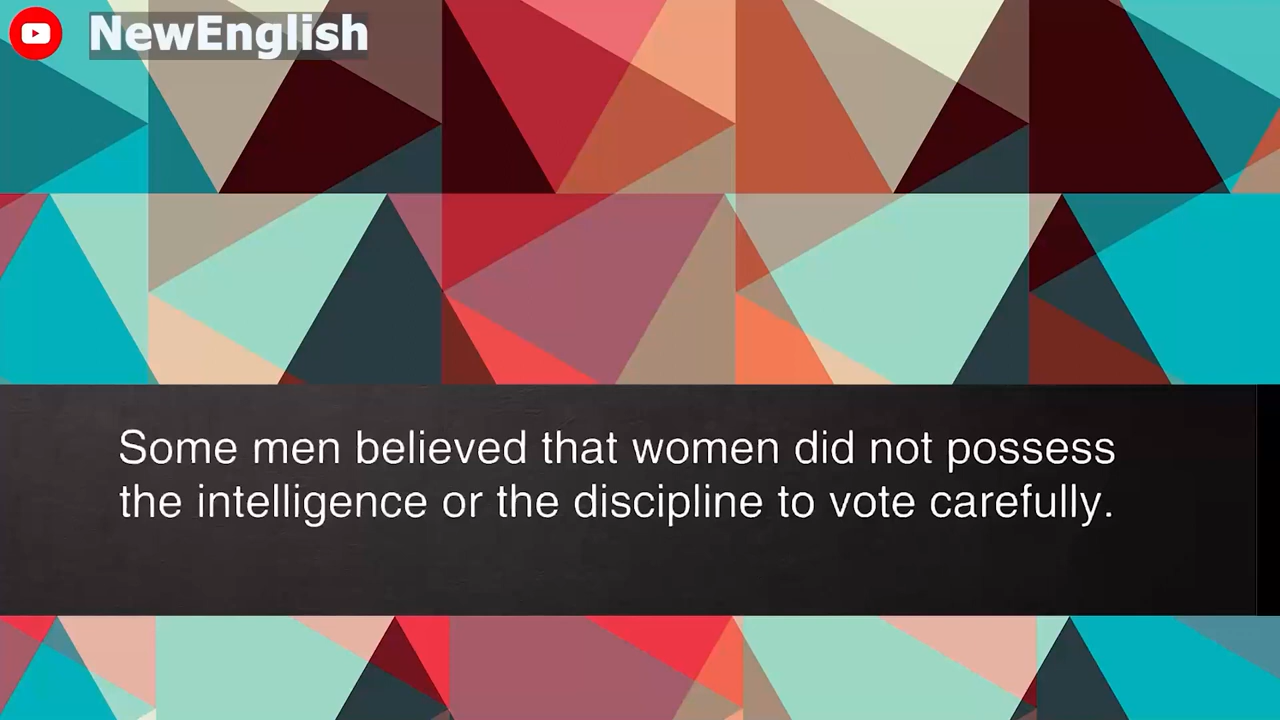 NewEnglish
Some men believed that women did not possess
the intelligence or the discipline to vote carefully.